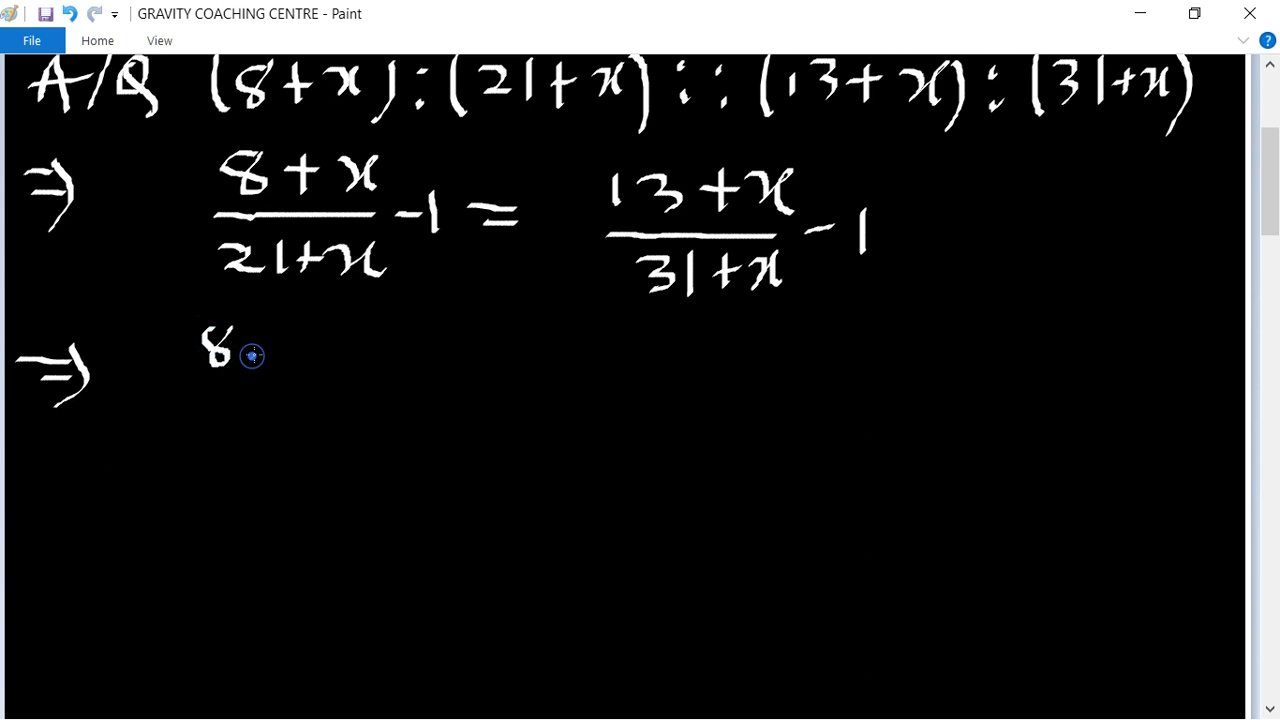 GRAVITY COACHING CENTRE - Paint
File Home View
A/Q (8+x):(21+x)::(13+x):(31+x)
⇒ (8+x)/(21+x) -1 = (13+x)/(31+x) -1
⇒ 8